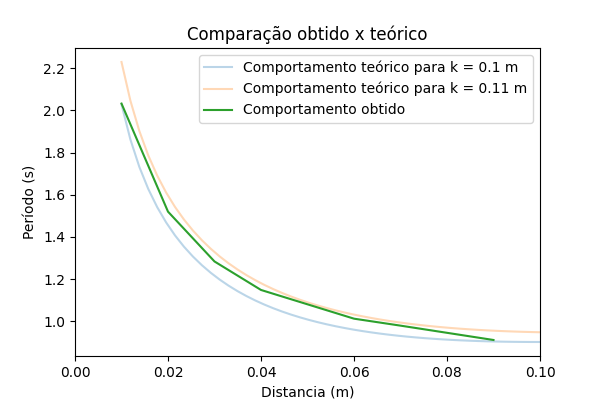 Comparação obtido x teórico
Comportamento teórico para k = 0.1 m
Comportamento teórico para k = 0.11 m
Comportamento obtido
Período (s)
2.2
2.0
1.8
1.6
1.4
1.2
1.0
0.00 0.02 0.04 0.06 0.08 0.10
Distancia (m)